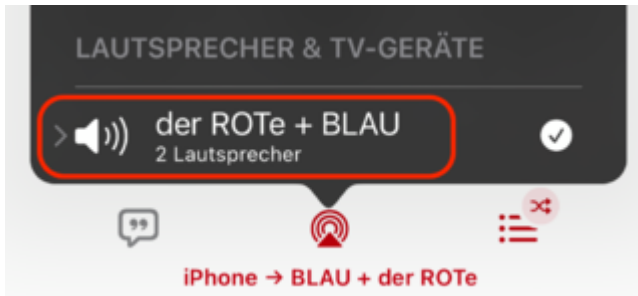 LAUTSPRECHER & TV-GERÄTE
der ROTe + BLAU
2 Lautsprecher
iPhone → BLAU + der ROTe